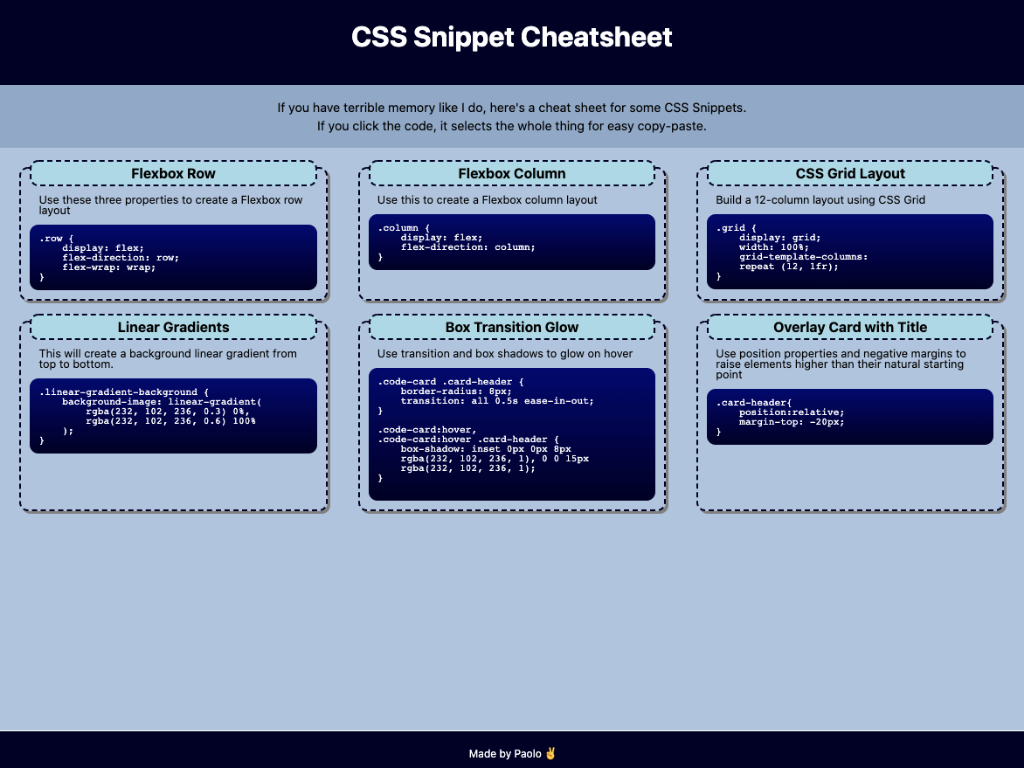 CSS Snippet Cheatsheet
If you have terrible memory like I do, here's a cheat sheet for some CSS Snippets.
If you click the code, it selects the whole thing for easy copy-paste.
Flexbox Row
Use these three properties to create a Flexbox row
layout
.row {
    display: flex;
    flex-direction: row;
    flex-wrap: wrap;
}
Flexbox Column
Use this to create a Flexbox column layout
.column {
    display: flex;
    flex-direction: column;
}
CSS Grid Layout
Build a 12-column layout using CSS Grid
.grid {
    display: grid;
    width: 100%;
    grid-template-columns:
    repeat (12, 1fr);
}
Linear Gradients
This will create a background linear gradient from
top to bottom.
.linear-gradient-background {
    background-image: linear-gradient(
        rgba(232, 102, 236, 0.3) 0%,
        rgba(232, 102, 236, 0.6) 100%
    );
}
Box Transition Glow
Use transition and box shadows to glow on hover
.code-card .card-header {
    border-radius: 8px;
    transition: all 0.5s ease-in-out;
}
.code-card:hover,
.code-card:hover .card-header {
    box-shadow: inset 0px 0px 8px
    rgba(232, 102, 236, 1), 0 0 15px
    rgba(232, 102, 236, 1);
}
Overlay Card with Title
Use position properties and negative margins to
raise elements higher than their natural starting
point
.card-header{
    position:relative;
    margin-top: -20px;
}
Made by Paolo ✌️